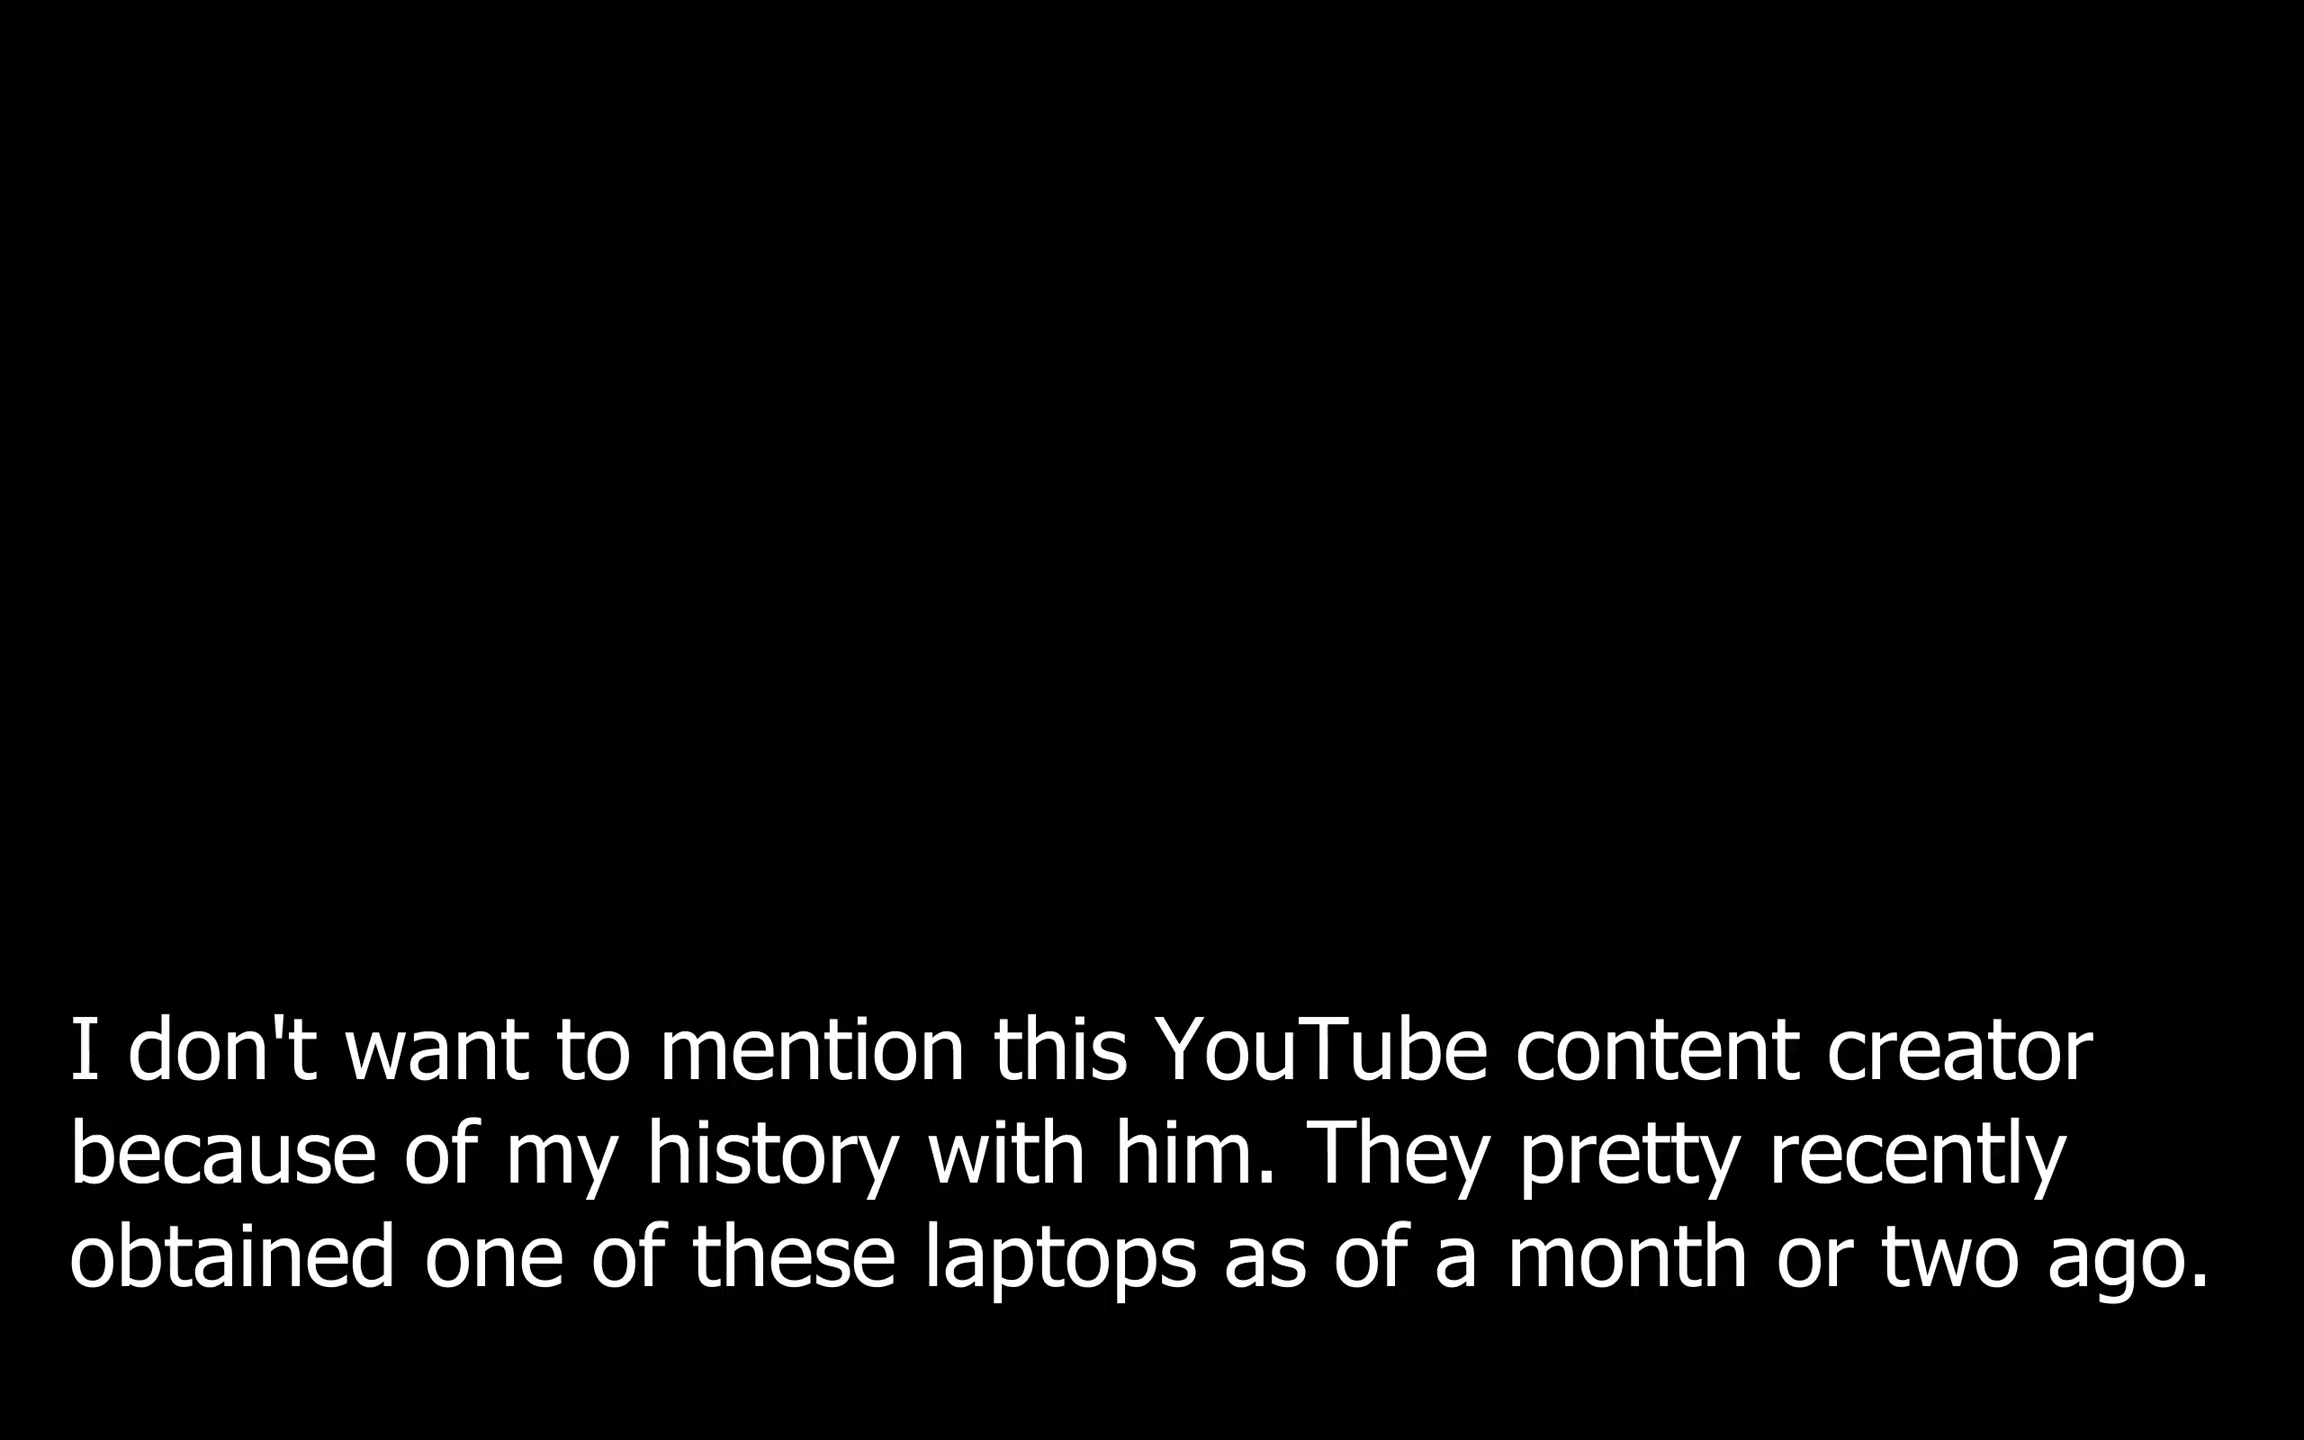 I don't want to mention this YouTube content creator
because of my history with him. They pretty recently
obtained one of these laptops as of a month or two ago.